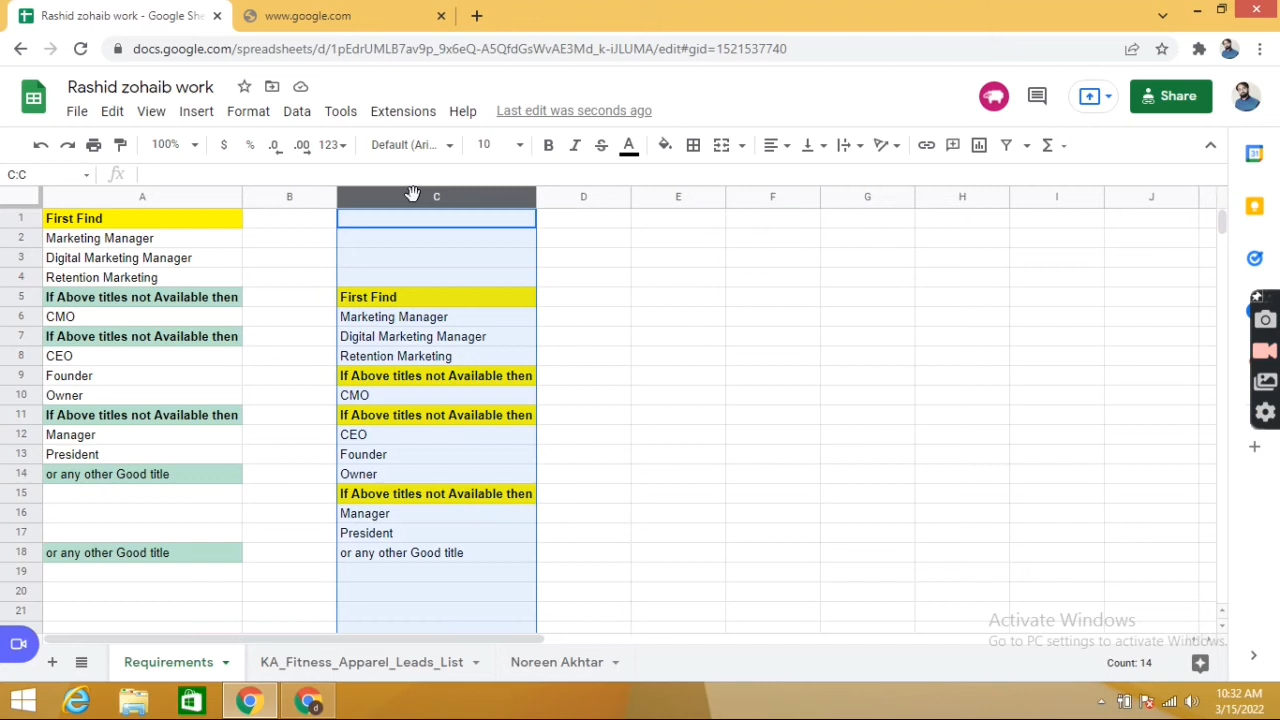 Rashid zohaib work - Google She
www.google.com
docs.google.com/spreadsheets/d/1pEdrUMLB7av9p_9x6eQ-A5QfdGsWvAE3Md_k-iJLUMA/edit#gid=1521537740
Rashid zohaib work
File Edit View Insert Format Data Tools Extensions Help Last edit was seconds ago
Share
100% $ % .0 .00 123 Default (Ari... 10 B I S A Σ
C:C fx
A B C D E F G H I J
1 First Find
2 Marketing Manager
3 Digital Marketing Manager
4 Retention Marketing
5 If Above titles not Available then First Find
6 CMO Marketing Manager
7 If Above titles not Available then Digital Marketing Manager
8 CEO Retention Marketing
9 Founder If Above titles not Available then
10 Owner CMO
11 If Above titles not Available then If Above titles not Available then
12 Manager CEO
13 President Founder
14 or any other Good title Owner
15 If Above titles not Available then
16 Manager
17 President
18 or any other Good title or any other Good title
19
20
21
Activate Windows
Go to PC settings to activate Windows.
Requirements KA_Fitness_Apparel_Leads_List Noreen Akhtar Count: 14
10:32 AM
3/15/2022